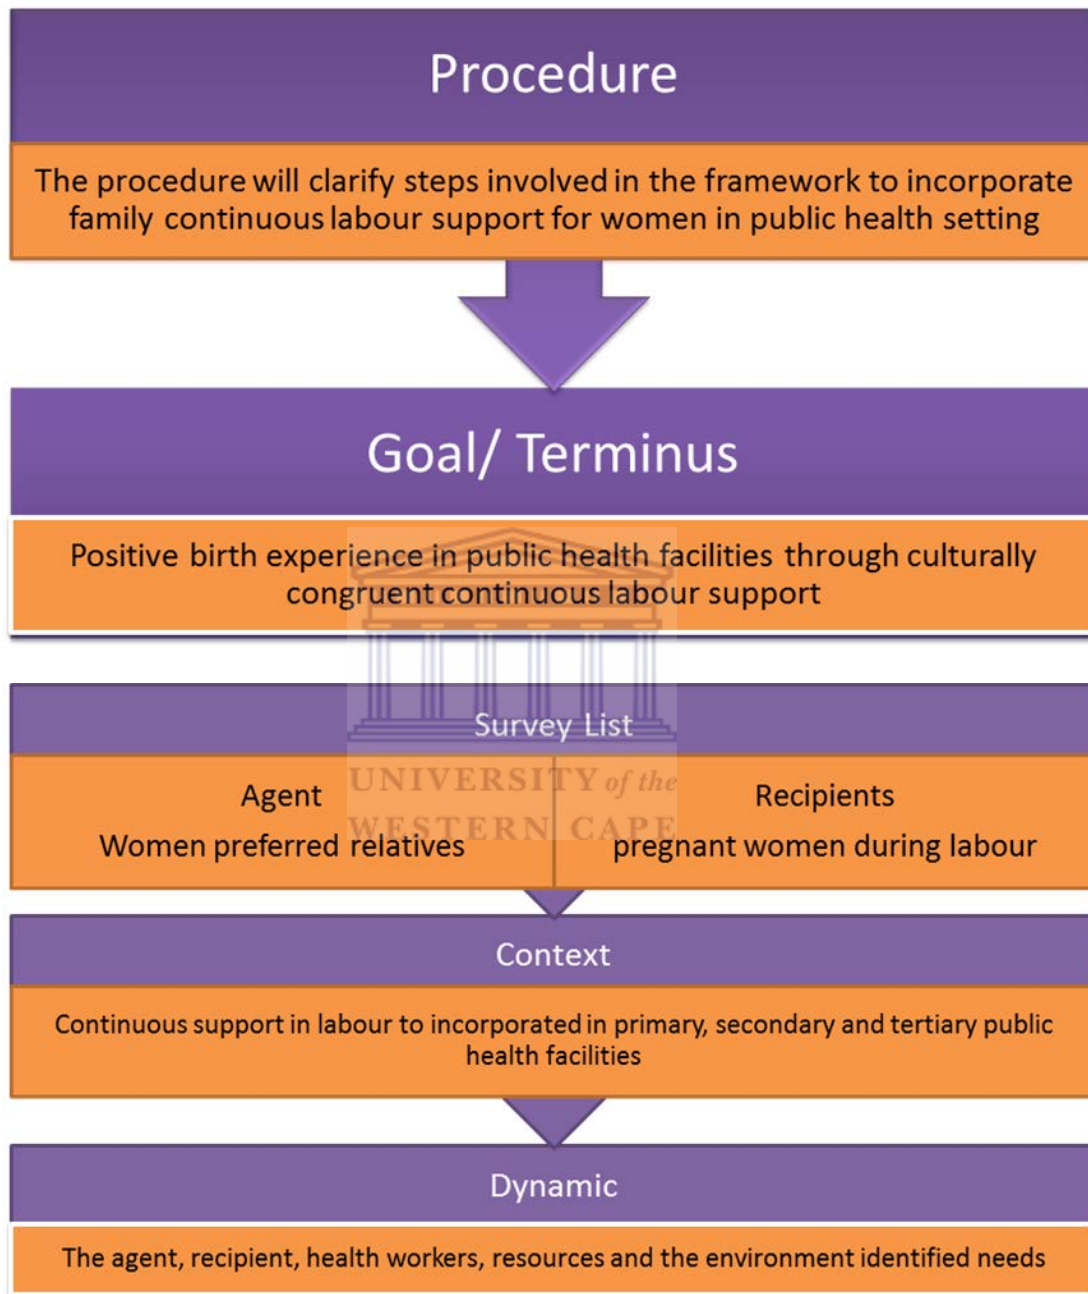 Procedure
The procedure will clarify steps involved in the framework to incorporate
family continuous labour support for women in public health setting
Goal/ Terminus
Positive birth experience in public health facilities through culturally
congruent continuous labour support
Survey List
Agent
Women preferred relatives
Recipients
pregnant women during labour
UNIVERSITY of the
WESTERN CAPE
Context
Continuous support in labour to incorporated in primary, secondary and tertiary public
health facilities
Dynamic
The agent, recipient, health workers, resources and the environment identified needs